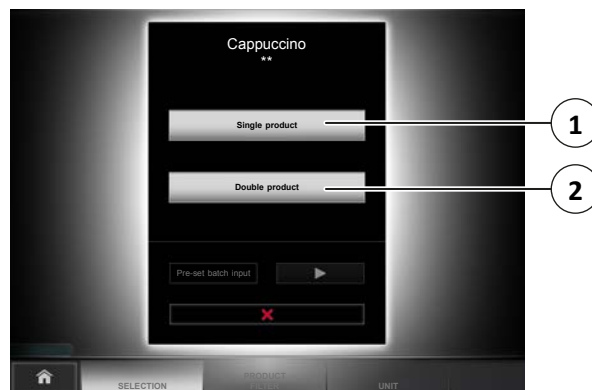 Cappuccino
**
Single product
1
Double product
2
Pre-set batch input
SELECTION
PRODUCT
UNIT